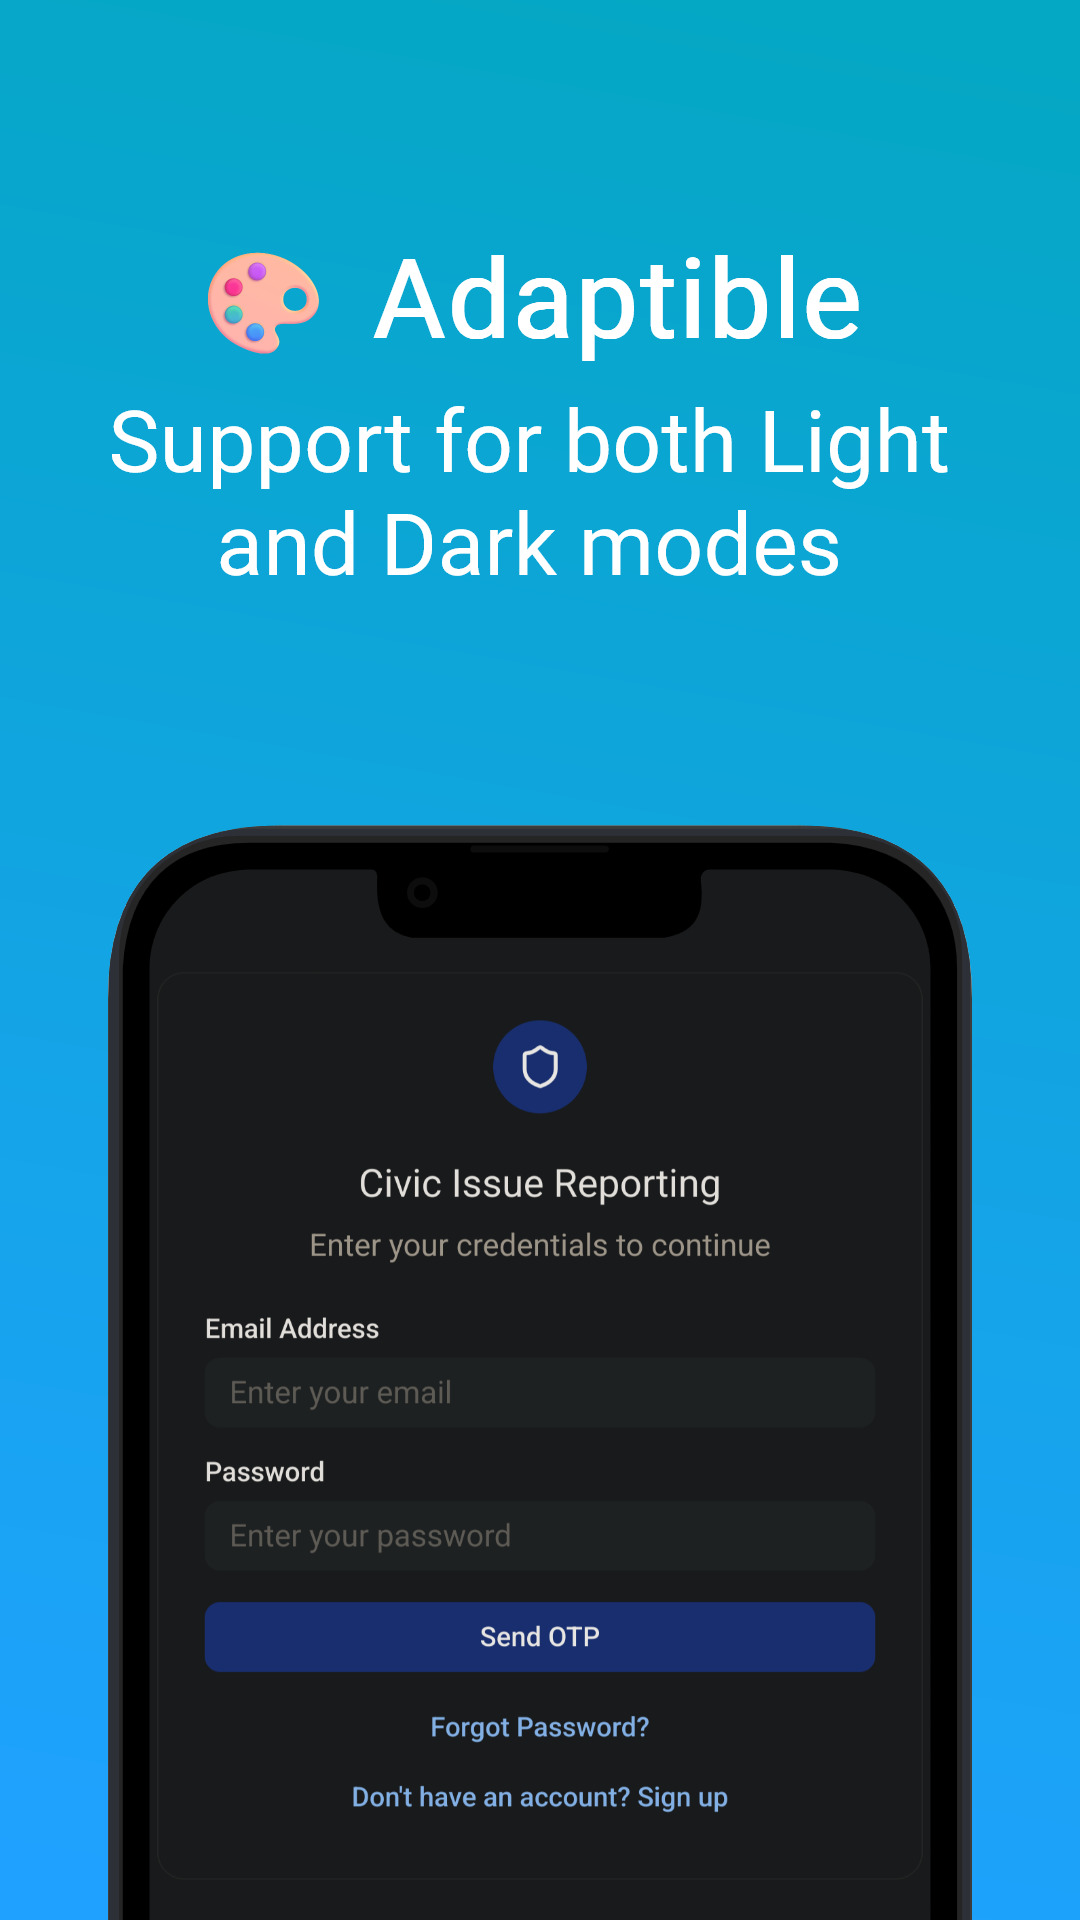 Adaptible
Support for both Light
and Dark modes
Civic Issue Reporting
Enter your credentials to continue
Email Address
Enter your email
Password
Enter your password
Send OTP
Forgot Password?
Don't have an account? Sign up